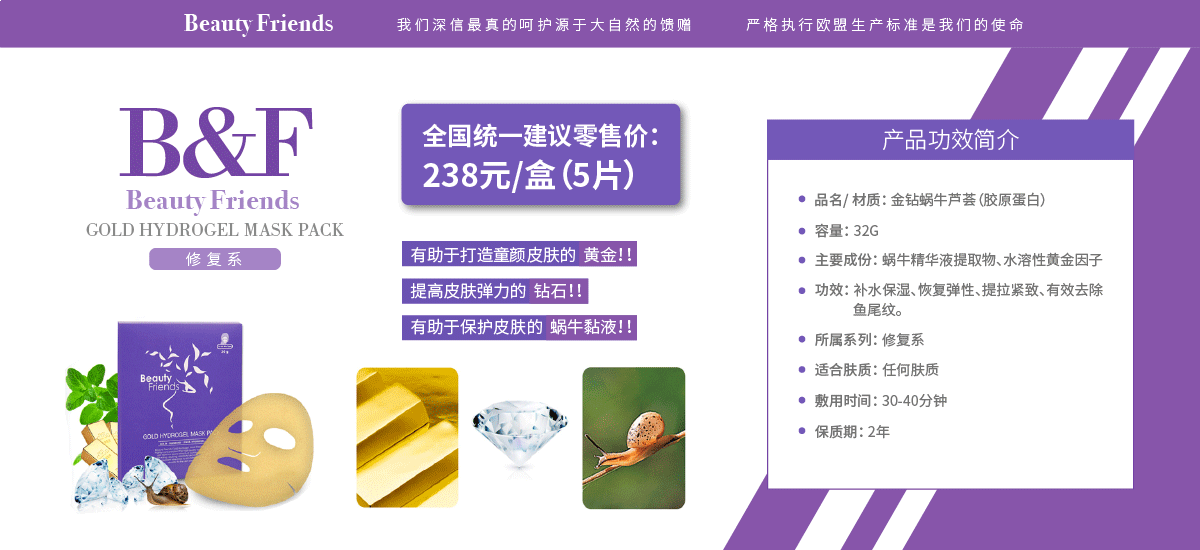 Beauty Friends
我们深信最真的呵护源于大自然的馈赠
严格执行欧盟生产标准是我们的使命
B&F
Beauty Friends
GOLD HYDROGEL MASK PACK
修复系
全国统一建议零售价：
238元/盒（5片）
有助于打造童颜皮肤的 黄金！！
提高皮肤弹力的 钻石！！
有助于保护皮肤的 蜗牛黏液！！
Beauty
Friends
GOLD HYDROGEL MASK PACK
产品功效简介
品名/ 材质：金钻蜗牛芦荟（胶原蛋白）
容量：32G
主要成份：蜗牛精华液提取物、水溶性黄金因子
功效：补水保湿、恢复弹性、提拉紧致、有效去除
鱼尾纹。
所属系列：修复系
适合肤质：任何肤质
敷用时间：30-40分钟
保质期：2年